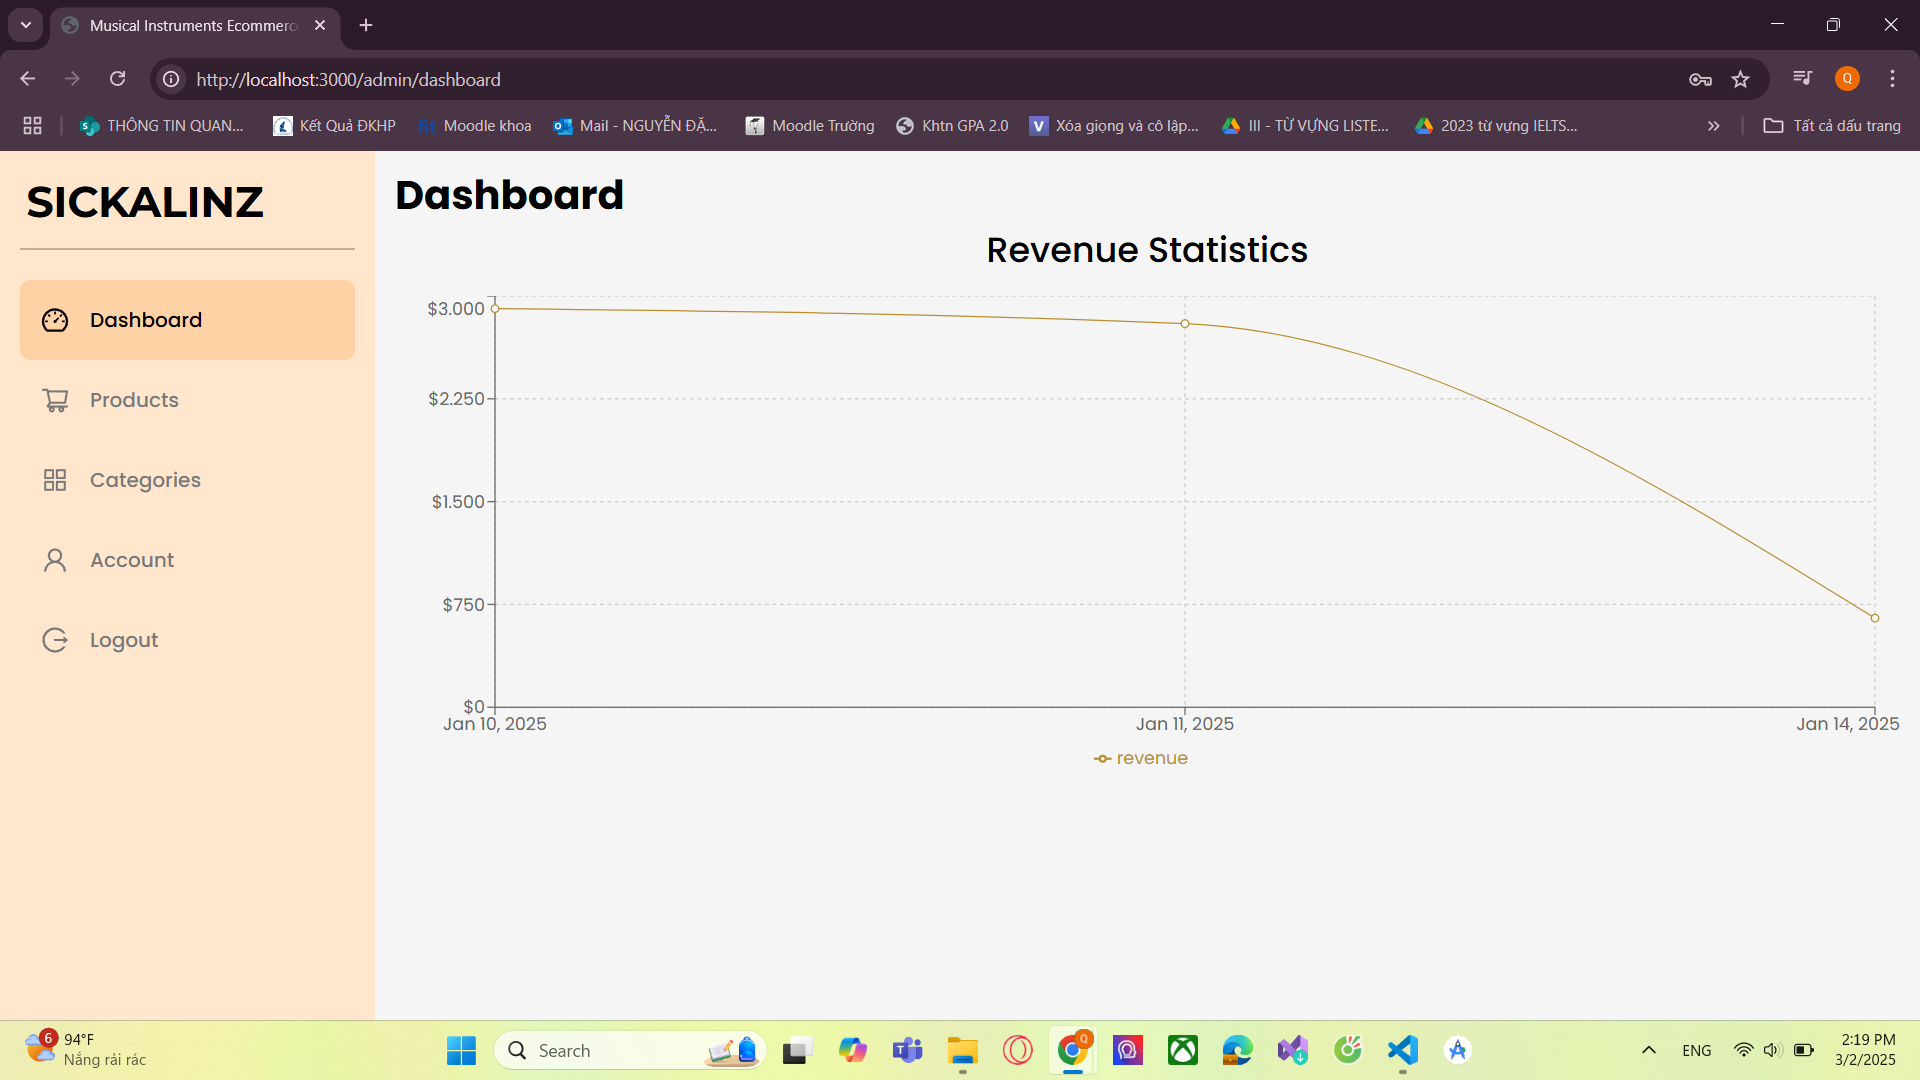 Musical Instruments Ecommerc
http://localhost:3000/admin/dashboard
Q
THÔNG TIN QUAN...
Kết Quả ĐKHP
fit
Moodle khoa
Mail - NGUYỄN ĐẶ...
Moodle Trường
Khtn GPA 2.0
V
Xóa giọng và cô lập...
III - TỪ VỰNG LISTE...
2023 từ vựng IELTS...
Tất cả dấu trang
SICKALINZ
Dashboard
Products
Categories
Account
Logout
Dashboard
Revenue Statistics
$3.000
$2.250
$1.500
$750
$0
Jan 10, 2025
Jan 11, 2025
Jan 14, 2025
revenue
6
94°F
Nắng rải rác
Search
Q
ENG
2:19 PM
3/2/2025